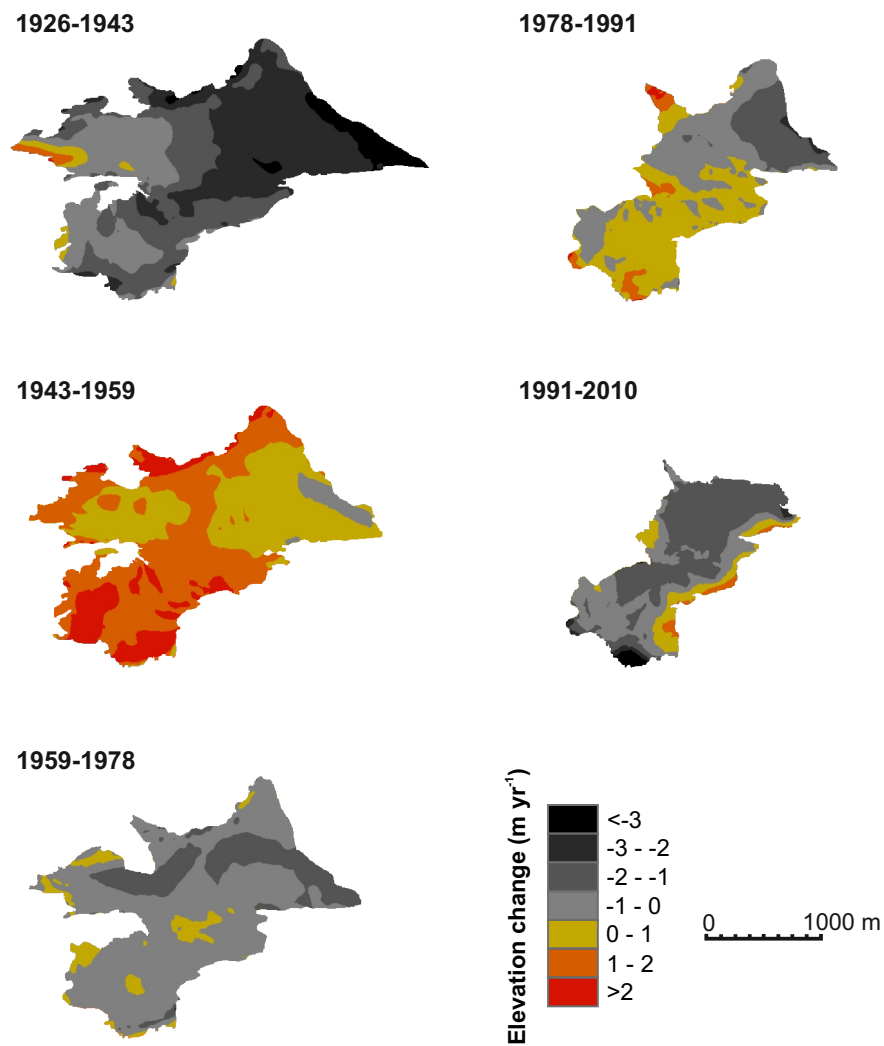 1926-1943
1978-1991
1943-1959
1991-2010
1959-1978
Elevation change (m yr⁻¹)
<-3
-3 - -2
-2 - -1
-1 - 0
0 - 1
1 - 2
>2
0 1000 m